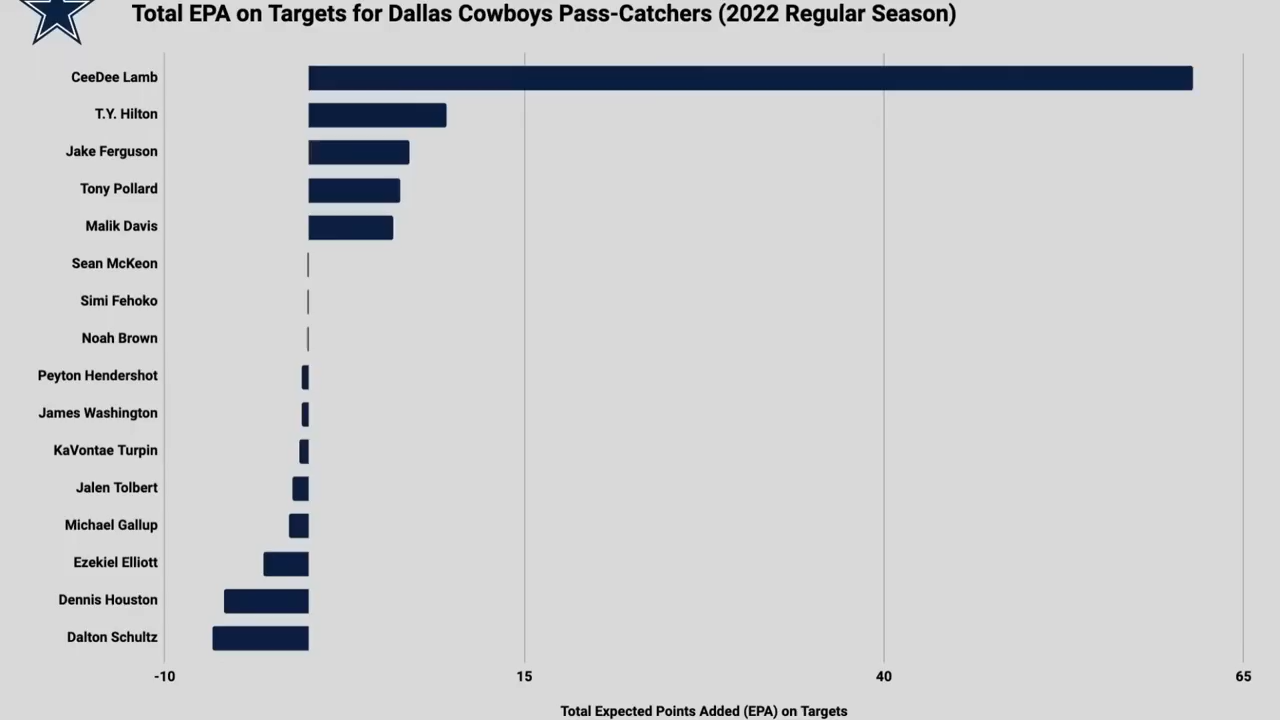 Total EPA on Targets for Dallas Cowboys Pass-Catchers (2022 Regular Season)
CeeDee Lamb
T.Y. Hilton
Jake Ferguson
Tony Pollard
Malik Davis
Sean McKeon
Simi Fehoko
Noah Brown
Peyton Hendershot
James Washington
KaVontae Turpin
Jalen Tolbert
Michael Gallup
Ezekiel Elliott
Dennis Houston
Dalton Schultz
-10 15 40 65
Total Expected Points Added (EPA) on Targets